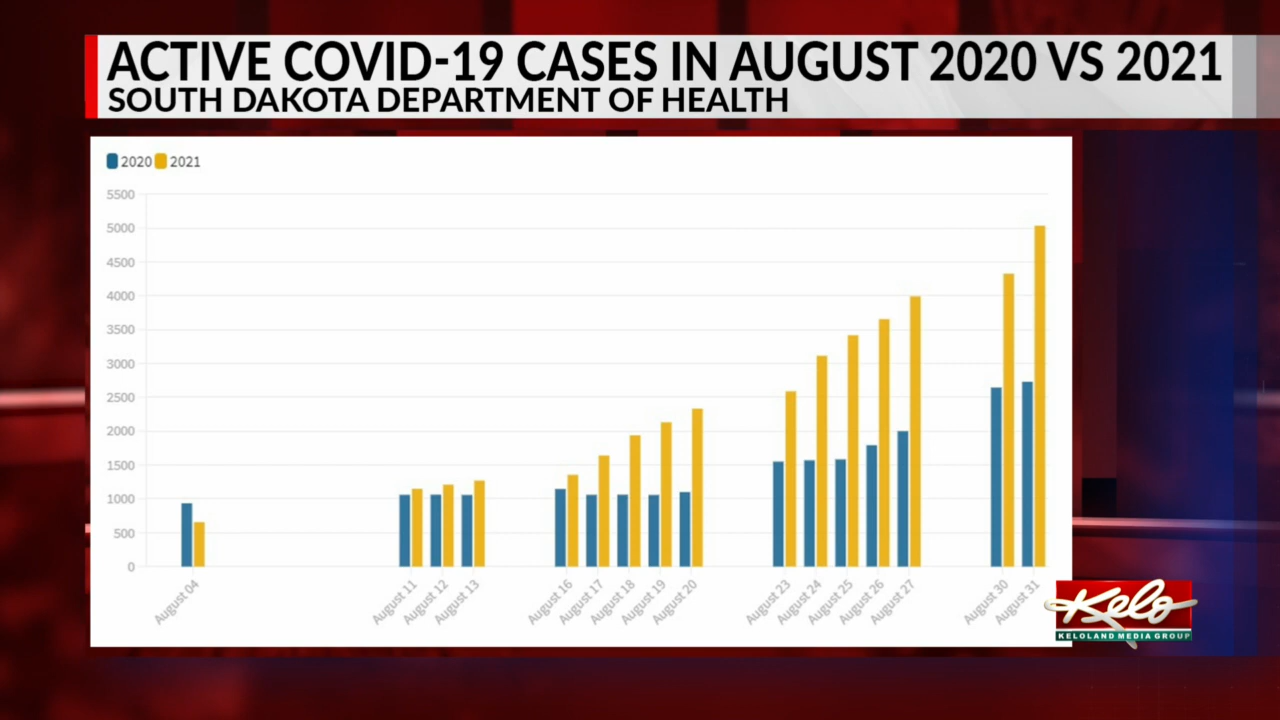 ACTIVE COVID-19 CASES IN AUGUST 2020 VS 2021
SOUTH DAKOTA DEPARTMENT OF HEALTH
2020 2021
5500
5000
4500
4000
3500
3000
2500
2000
1500
1000
500
0
August 04
August 11
August 12
August 13
August 16
August 17
August 18
August 19
August 20
August 23
August 24
August 25
August 26
August 27
August 30
August 31
Kelo
KELOLAND MEDIA GROUP